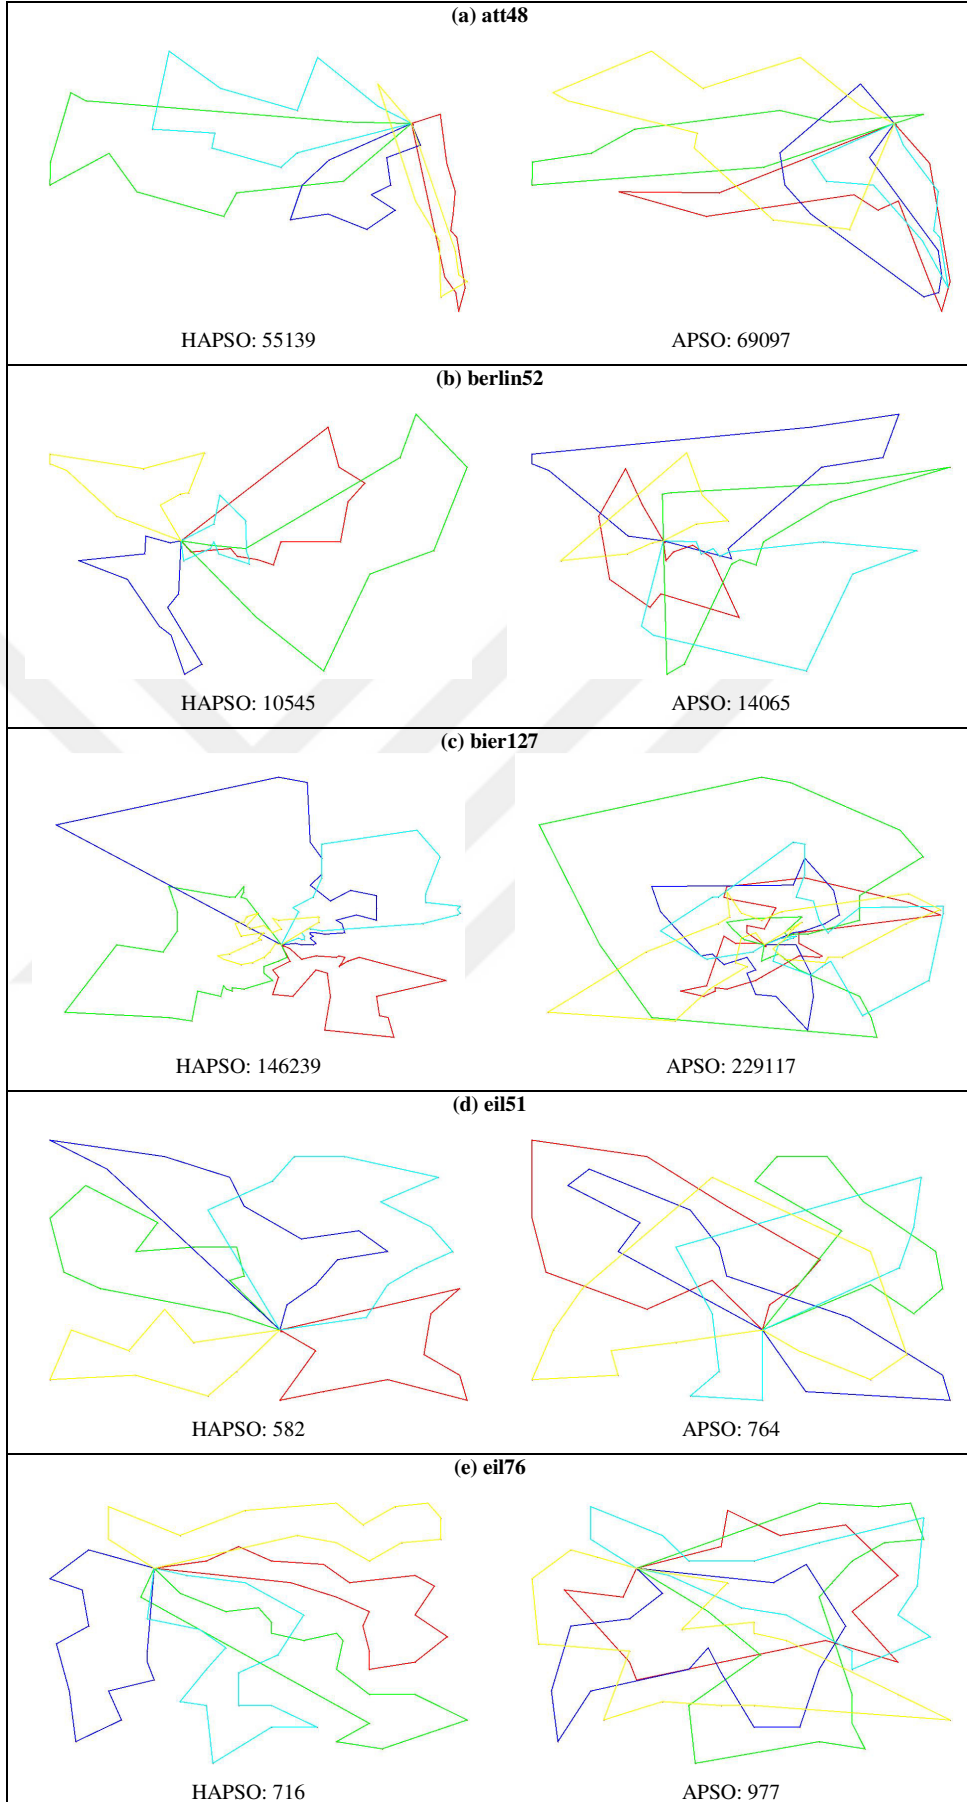 (a) att48
HAPSO: 55139
APSO: 69097
(b) berlin52
HAPSO: 10545
APSO: 14065
(c) bier127
HAPSO: 146239
APSO: 229117
(d) eil51
HAPSO: 582
APSO: 764
(e) eil76
HAPSO: 716
APSO: 977